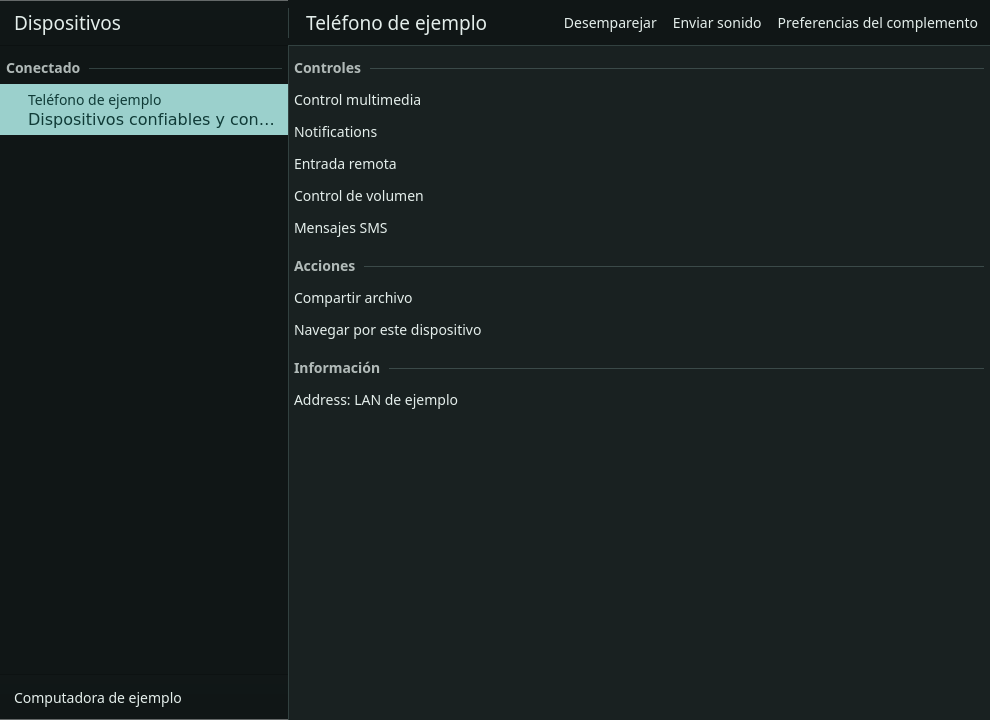 Dispositivos
Teléfono de ejemplo
Desemparejar
Enviar sonido
Preferencias del complemento
Conectado
Teléfono de ejemplo
Dispositivos confiables y con…
Controles
Control multimedia
Notifications
Entrada remota
Control de volumen
Mensajes SMS
Acciones
Compartir archivo
Navegar por este dispositivo
Información
Address: LAN de ejemplo
Computadora de ejemplo